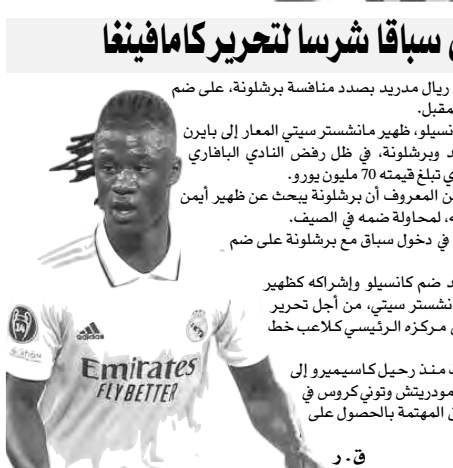 سباقا شرسا لتحرير كامافينغا
ريال مدريد بصدد منافسة برشلونة، على ضم
مقبل.
انسيلو، ظهير مانشستر سيتي المعار إلى بايرن
د وبرشلونة، في ظل رفض النادي البافاري
ي تبلغ قيمته 70 مليون يورو.
ن المعروف أن برشلونة يبحث عن ظهير أيمن
ه، لمحاولة ضمه في الصيف.
في دخول سباق مع برشلونة على ضم
د ضم كانسيلو وإشراكه كظهير
انشستر سيتي، من أجل تحرير
مركزه الرئيسي كلاعب خط
منذ رحيل كاسيميرو إلى
مودريتش وتوني كروس في
ن المهتمة بالحصول على
ق.ر
14
adidas
Emirates
FLY BETTER